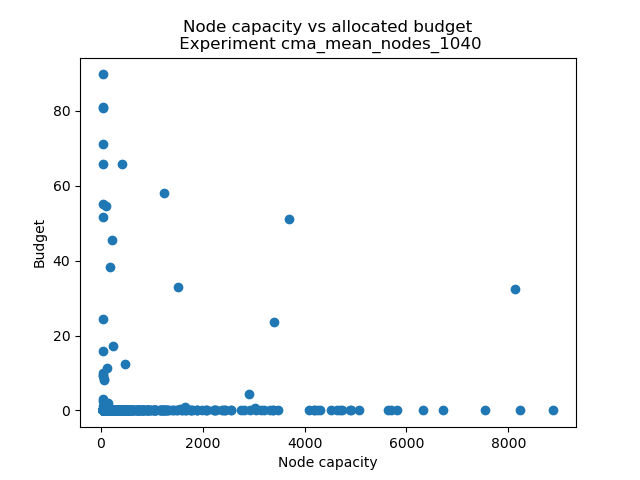 Node capacity vs allocated budget
Experiment cma_mean_nodes_1040
80
60
40
20
0
Budget
0 2000 4000 6000 8000
Node capacity